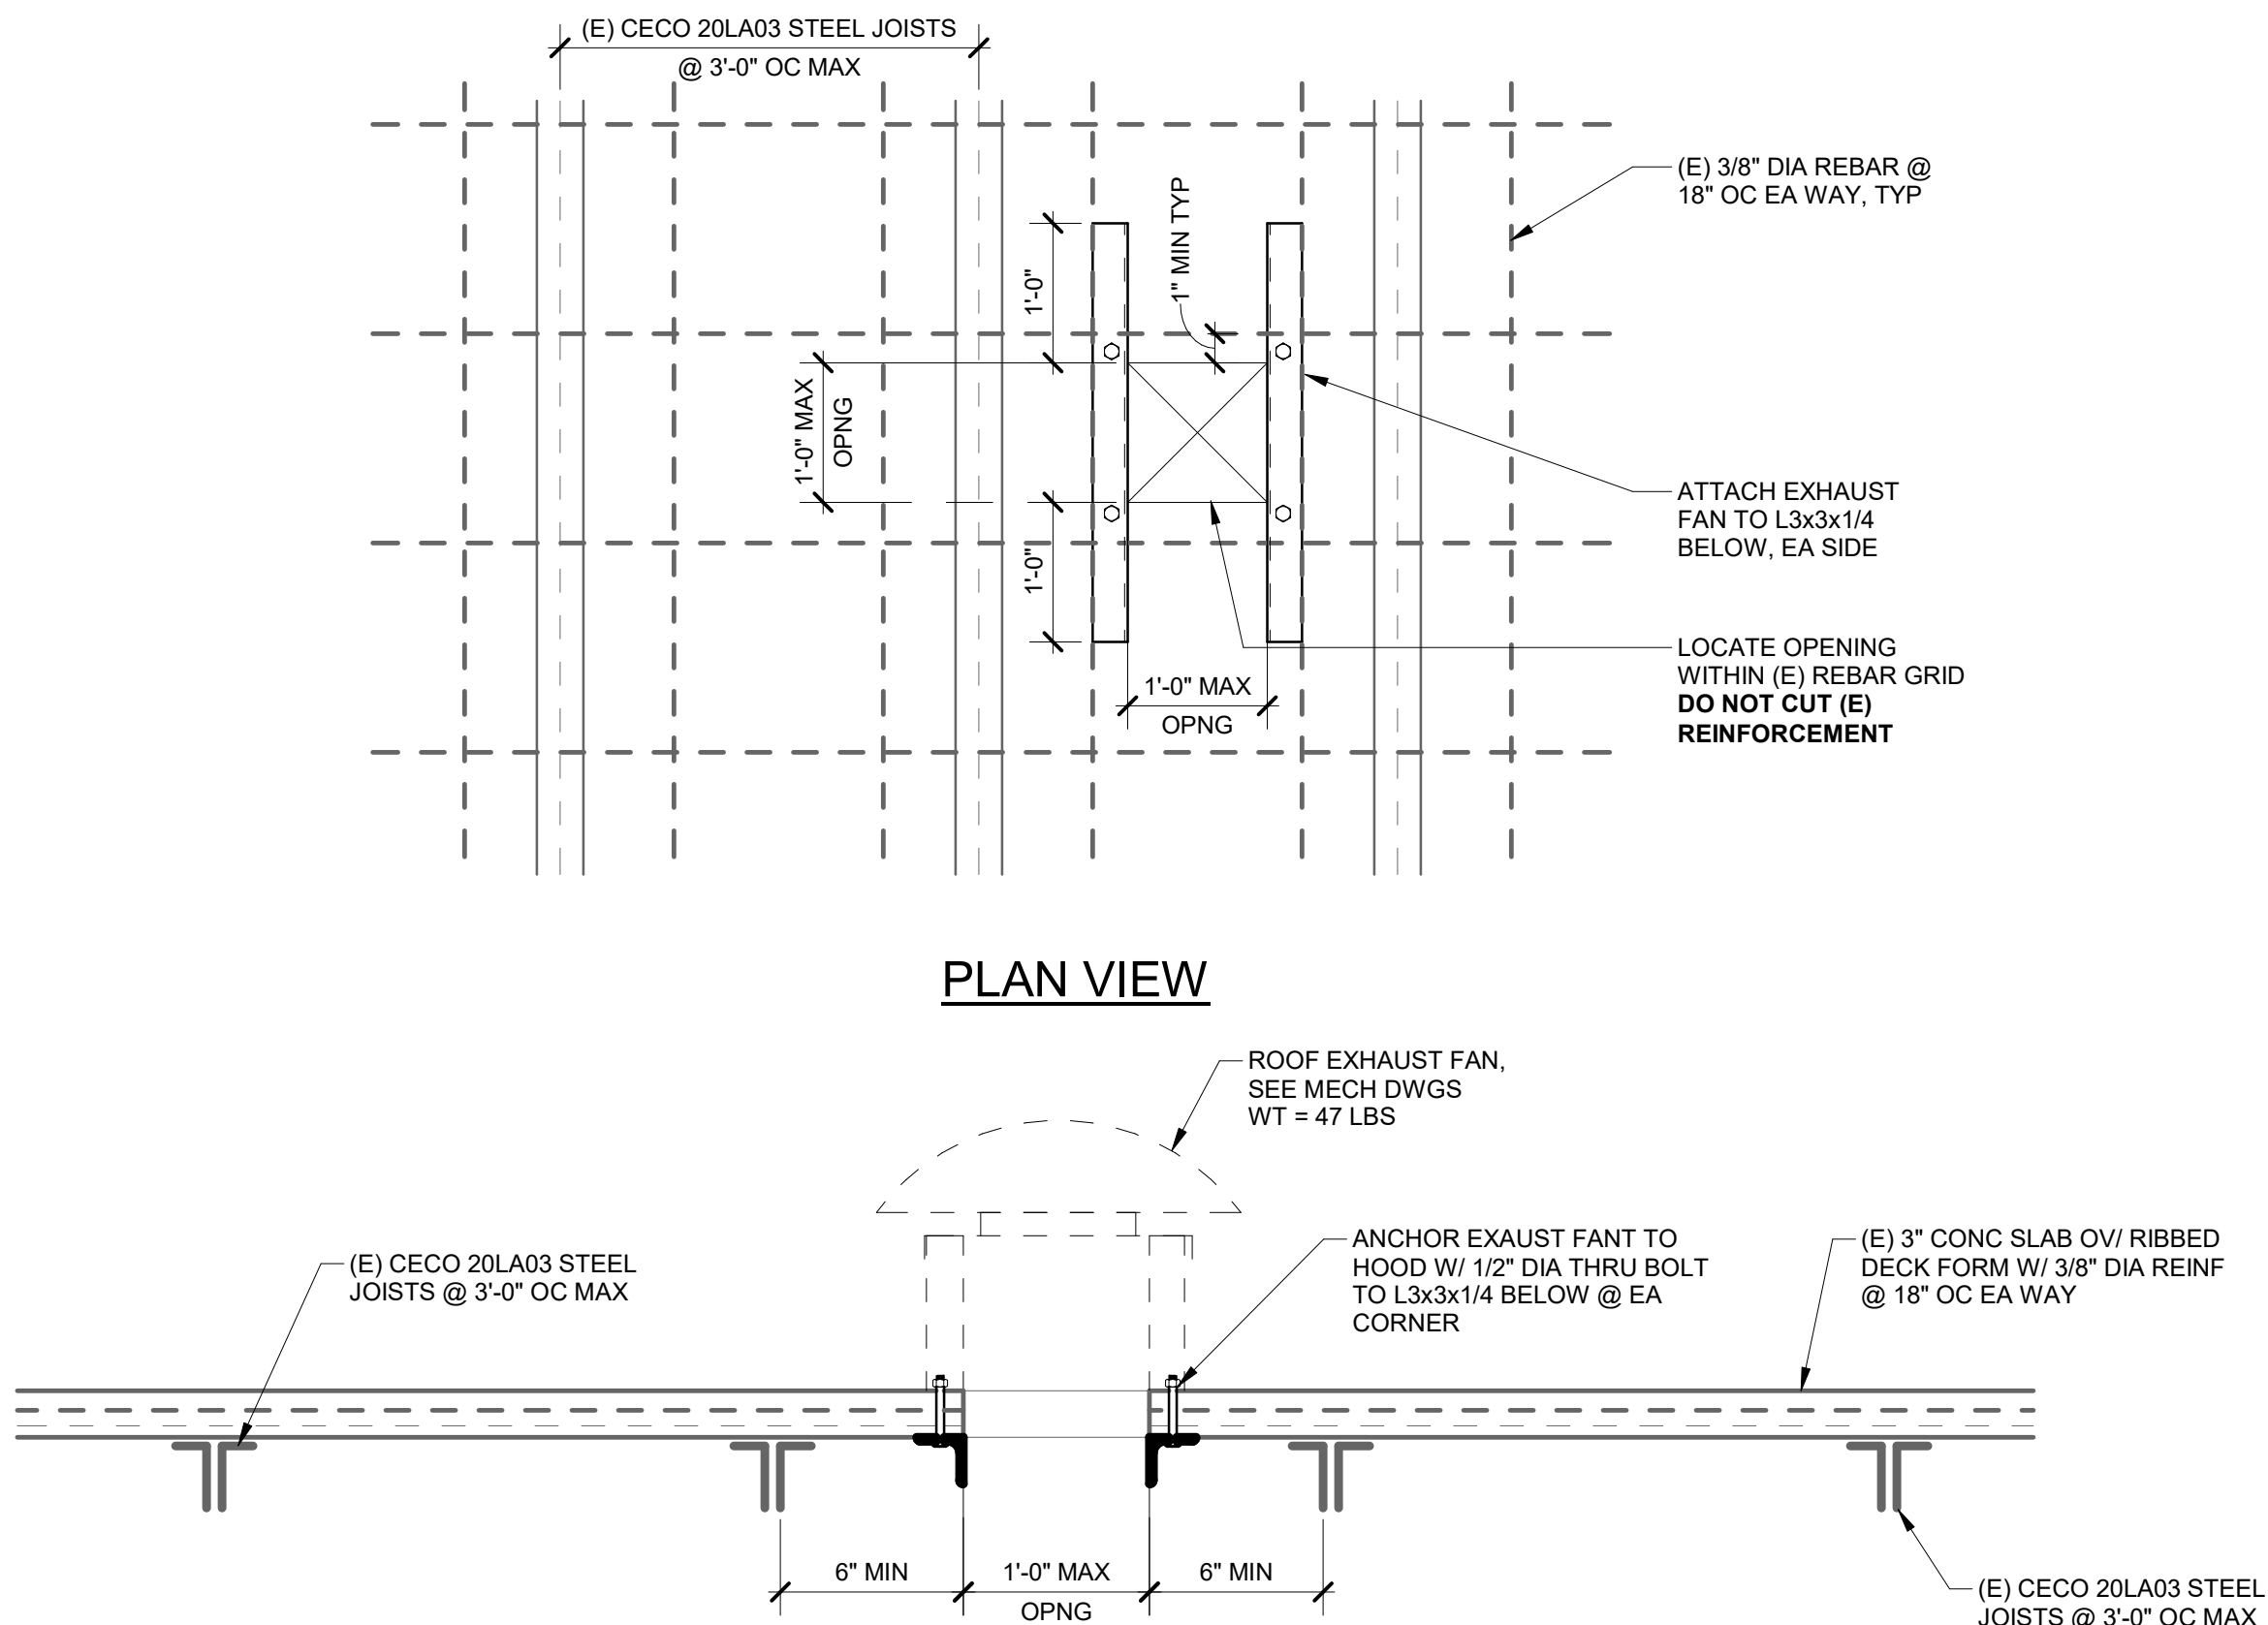 (E) CECO 20LA03 STEEL JOISTS
@ 3'-0" OC MAX
(E) 3/8" DIA REBAR @
18" OC EA WAY, TYP
1" MIN TYP
1'-0"
1'-0" MAX
OPNG
ATTACH EXHAUST
FAN TO L3x3x1/4
BELOW, EA SIDE
1'-0"
LOCATE OPENING
WITHIN (E) REBAR GRID
DO NOT CUT (E)
REINFORCEMENT
1'-0" MAX
OPNG
PLAN VIEW
ROOF EXHAUST FAN,
SEE MECH DWGS
WT = 47 LBS
(E) CECO 20LA03 STEEL
JOISTS @ 3'-0" OC MAX
ANCHOR EXAUST FANT TO
HOOD W/ 1/2" DIA THRU BOLT
TO L3x3x1/4 BELOW @ EA
CORNER
(E) 3" CONC SLAB OV/ RIBBED
DECK FORM W/ 3/8" DIA REINF
@ 18" OC EA WAY
6" MIN
1'-0" MAX
OPNG
6" MIN
(E) CECO 20LA03 STEEL
JOISTS @ 3'-0" OC MAX